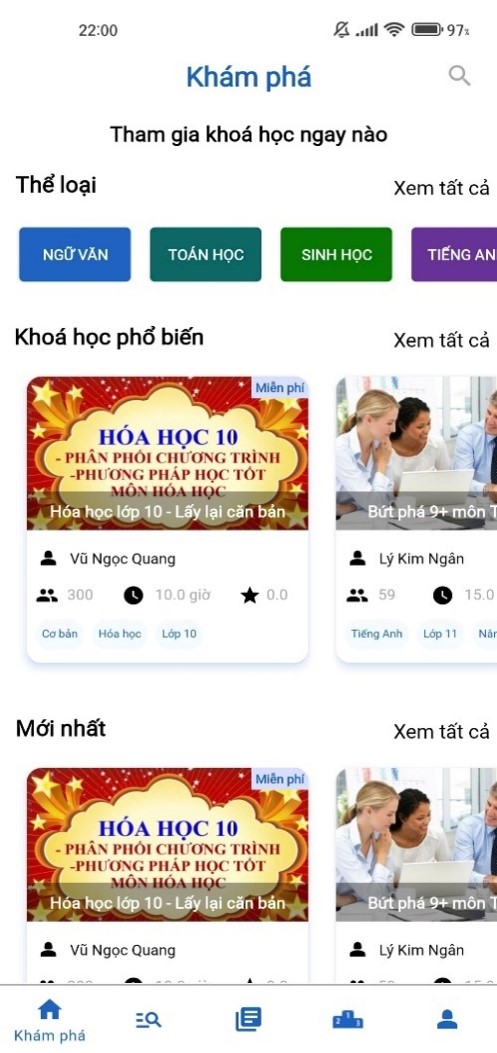 22:00
97%
Khám phá
Tham gia khoá học ngay nào
Thể loại
Xem tất cả
NGỮ VĂN
TOÁN HỌC
SINH HỌC
TIẾNG AN
Khoá học phổ biến
Xem tất cả
Miễn phí
HÓA HỌC 10
- PHÂN PHỐI CHƯƠNG TRÌNH
-PHƯƠNG PHÁP HỌC TỐT
MÔN HÓA HỌC
Hóa học lớp 10 - Lấy lại căn bản
Vũ Ngọc Quang
300
10.0 giờ
0.0
Cơ bản
Hóa học
Lớp 10
Bứt phá 9+ môn T
Lý Kim Ngân
59
15.0
Tiếng Anh
Lớp 11
Nân
Mới nhất
Xem tất cả
Miễn phí
HÓA HỌC 10
- PHÂN PHỐI CHƯƠNG TRÌNH
-PHƯƠNG PHÁP HỌC TỐT
MÔN HÓA HỌC
Hóa học lớp 10 - Lấy lại căn bản
Vũ Ngọc Quang
Bứt phá 9+ môn T
Lý Kim Ngân
Khám phá